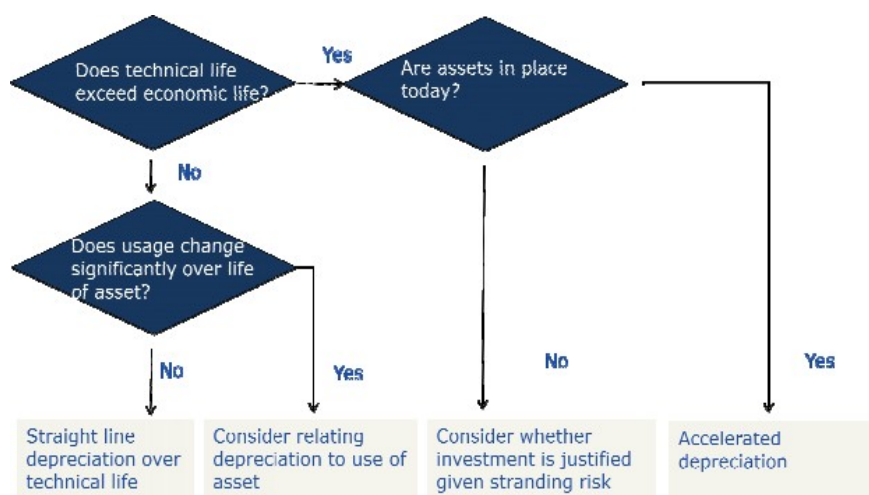 Does technical life
exceed economic life?
Yes
Are assets in place
today?
No
Does usage change
significantly over life
of asset?
No
Yes
No
Yes
Straight line
depreciation over
technical life
Consider relating
depreciation to use of
asset
Consider whether
investment is justified
given stranding risk
Accelerated
depreciation